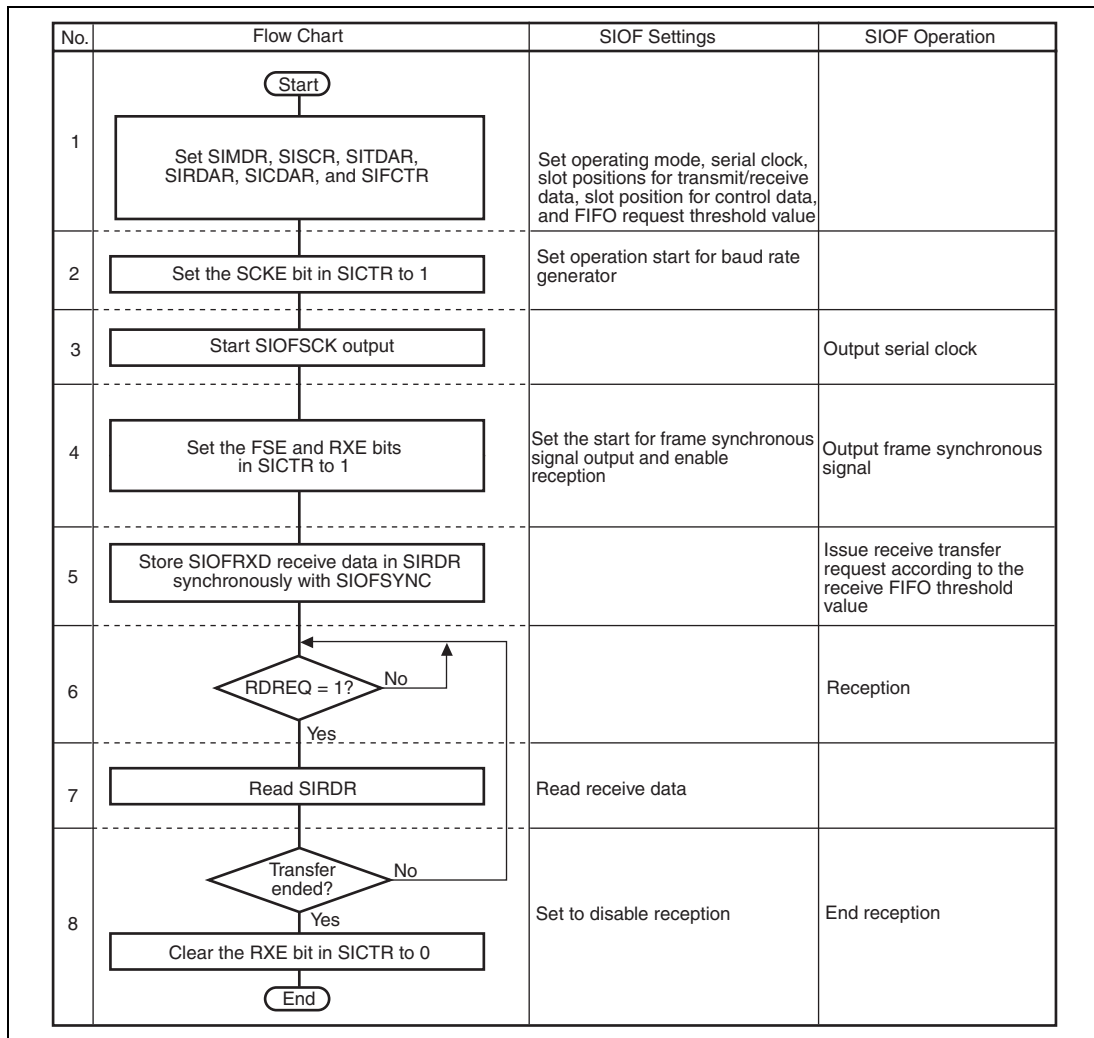 No.
Flow Chart
SIOF Settings
SIOF Operation
Start
1
Set SIMDR, SISCR, SITDAR,
SIRDAR, SICDAR, and SIFCTR
Set operating mode, serial clock,
slot positions for transmit/receive
data, slot position for control data,
and FIFO request threshold value
2
Set the SCKE bit in SICTR to 1
Set operation start for baud rate
generator
3
Start SIOFSCK output
Output serial clock
4
Set the FSE and RXE bits
in SICTR to 1
Set the start for frame synchronous
signal output and enable
reception
Output frame synchronous
signal
5
Store SIOFRXD receive data in SIRDR
synchronously with SIOFSYNC
Issue receive transfer
request according to the
receive FIFO threshold
value
6
RDREQ = 1?
No
Yes
Reception
7
Read SIRDR
Read receive data
8
Transfer
ended?
No
Yes
Clear the RXE bit in SICTR to 0
Set to disable reception
End reception
End